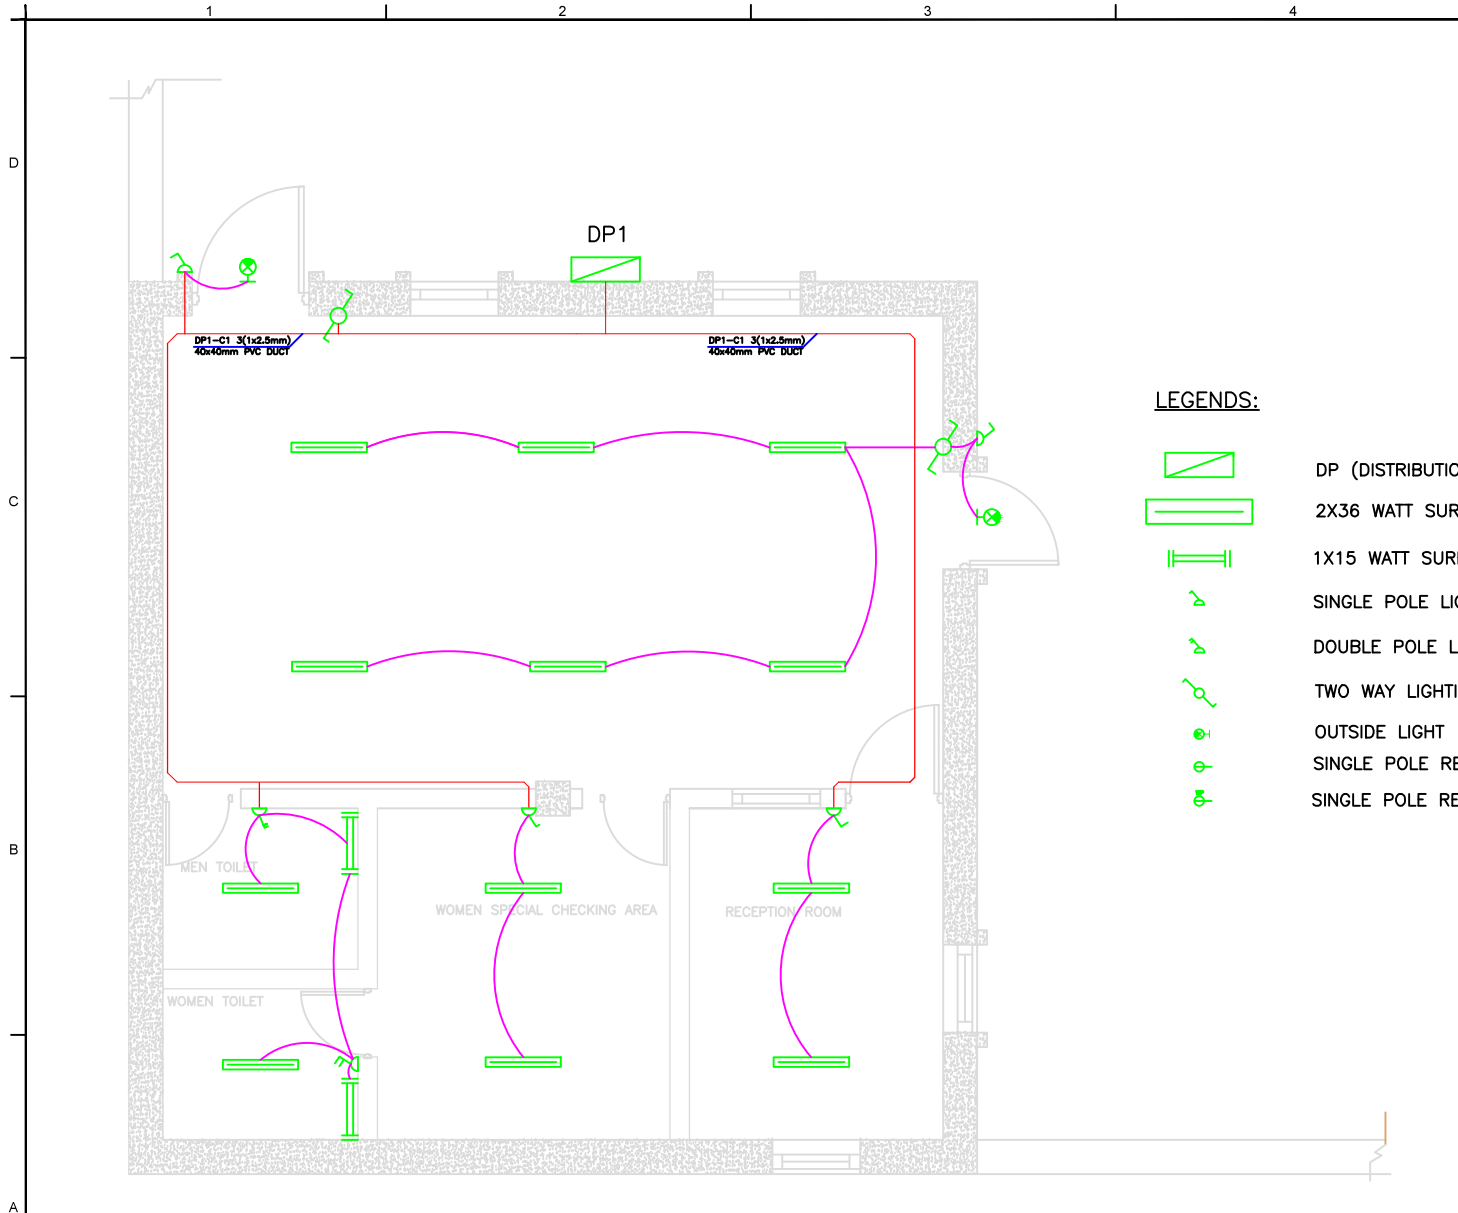 1 2 3 4
D
DP1
DP1-C1 3(1x2.5mm) DP1-C1 3(1x2.5mm)
40x40mm PVC DUCT 40x40mm PVC DUCT
LEGENDS:
DP (DISTRIBUTIO
C
2X36 WATT SUR
1X15 WATT SUR
SINGLE POLE LIG
DOUBLE POLE L
TWO WAY LIGHTI
OUTSIDE LIGHT
SINGLE POLE RE
SINGLE POLE RE
B
MEN TOILET
WOMEN SPECIAL CHECKING AREA
RECEPTION ROOM
WOMEN TOILET
A